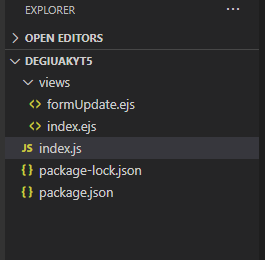 EXPLORER ...
OPEN EDITORS
DEGIUAKYT5
views
<> formUpdate.ejs
<> index.ejs
JS index.js
{} package-lock.json
{} package.json